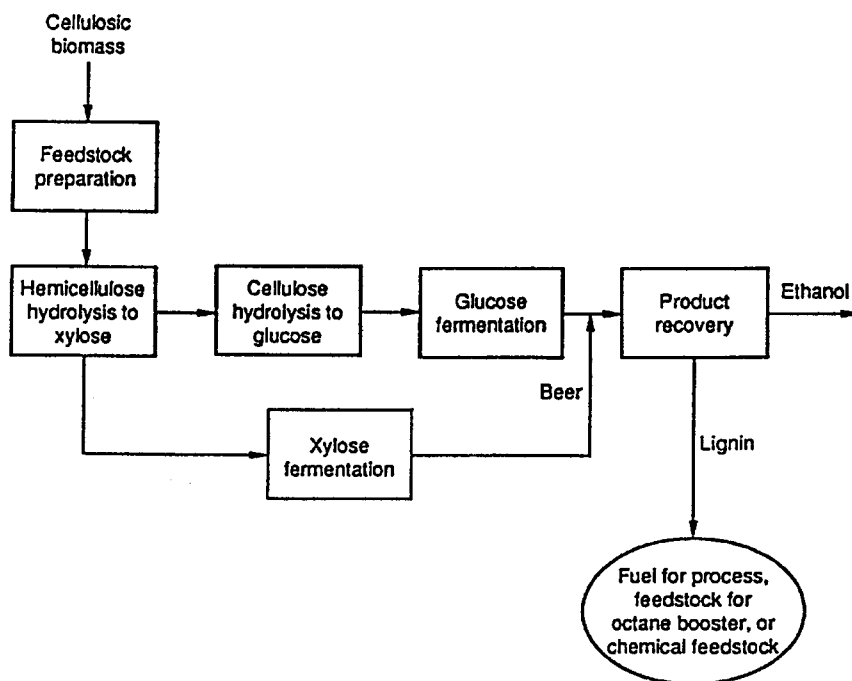 Cellulosic
biomass
Feedstock
preparation
Hemicellulose
hydrolysis to
xylose
Cellulose
hydrolysis to
glucose
Glucose
fermentation
Product
recovery
Ethanol
Beer
Xylose
fermentation
Lignin
Fuel for process,
feedstock for
octane booster, or
chemical feedstock